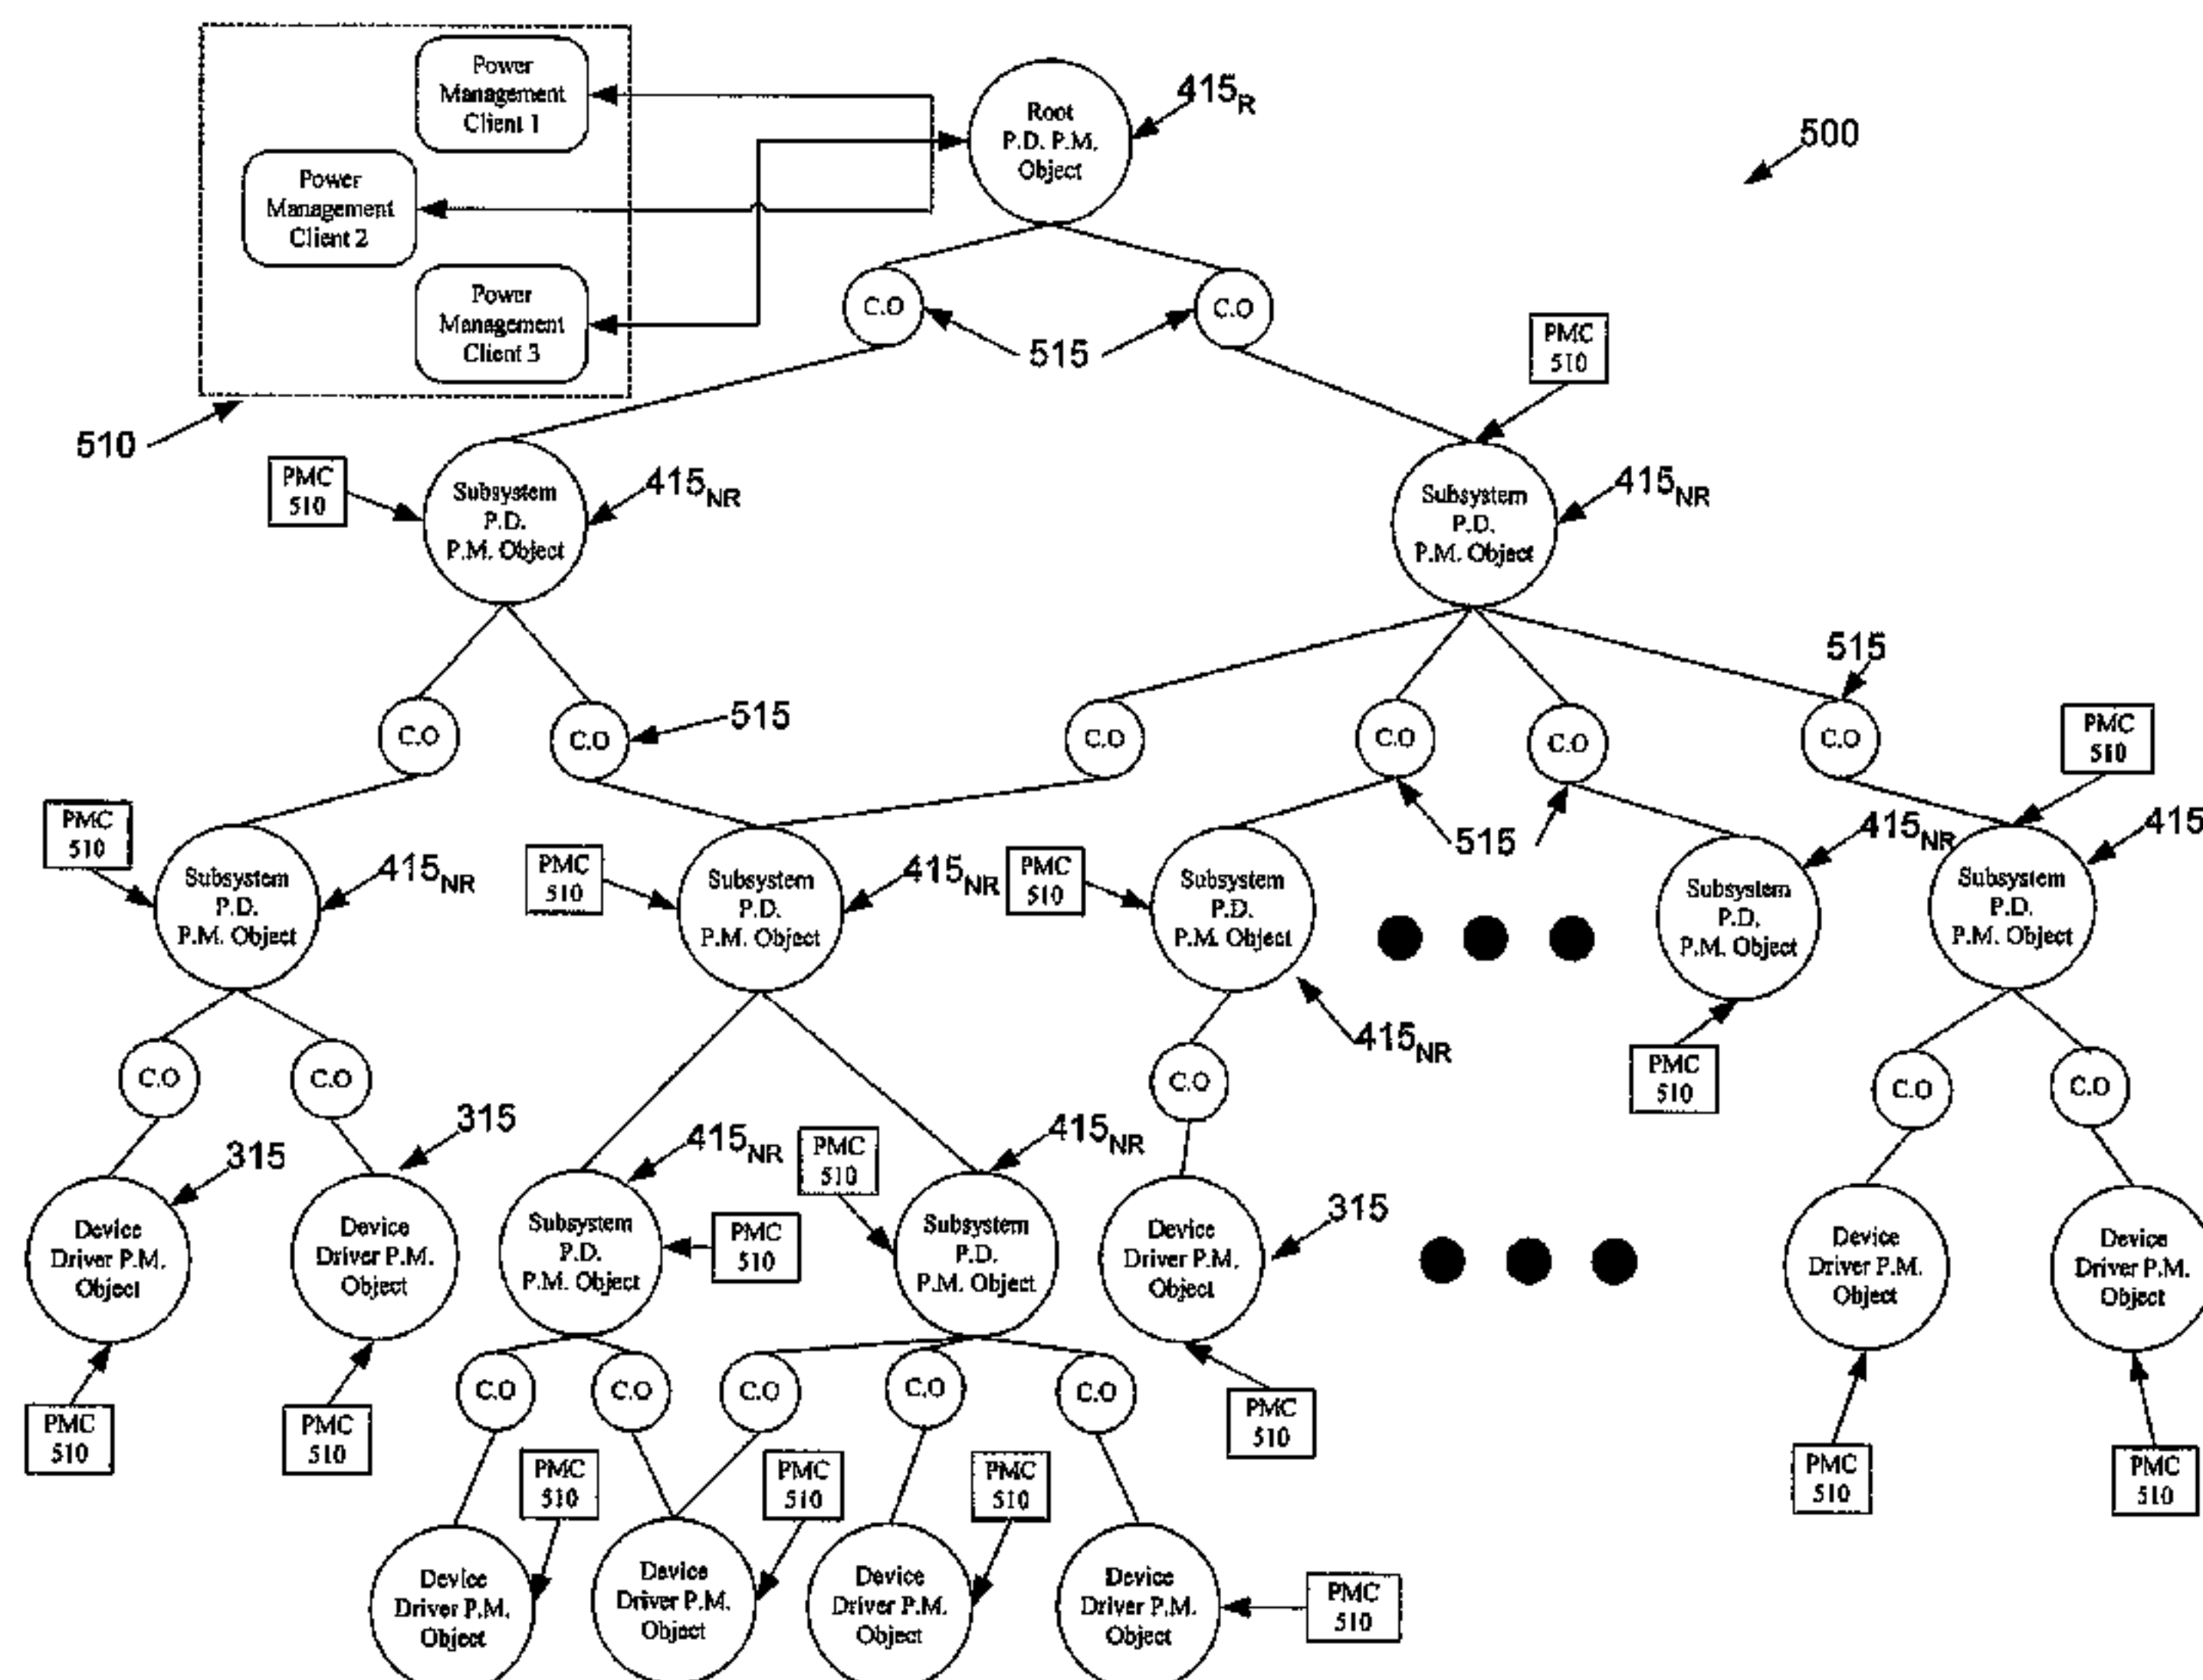 Power
Management
Client 1
Root
P.D. P.M.
Object
415R
500
Power
Management
Client 2
Power
Management
Client 3
C.O
C.O
515
PMC
510
510
PMC
510
Subsystem
P.D.
P.M. Object
415NR
Subsystem
P.D.
P.M. Object
415NR
515
C.O
C.O
515
C.O
C.O
C.O
C.O
PMC
510
PMC
510
Subsystem
P.D.
P.M. Object
415NR
PMC
510
Subsystem
P.D.
P.M. Object
415NR
PMC
510
Subsystem
P.D.
P.M. Object
515
415NR
Subsystem
P.D.
P.M. Object
415
Subsystem
P.D.
P.M. Object
415NR
PMC
510
C.O
C.O
C.O
C.O
C.O
315
315
415NR
PMC
510
415NR
315
Device
Driver P.M.
Object
Device
Driver P.M.
Object
Subsystem
P.D.
P.M. Object
PMC
510
Subsystem
P.D.
P.M. Object
Device
Driver P.M.
Object
Device
Driver P.M.
Object
Device
Driver P.M.
Object
C.O
C.O
C.O
C.O
C.O
PMC
510
PMC
510
PMC
510
PMC
510
PMC
510
PMC
510
PMC
510
PMC
510
Device
Driver P.M.
Object
Device
Driver P.M.
Object
Device
Driver P.M.
Object
Device
Driver P.M.
Object
PMC
510